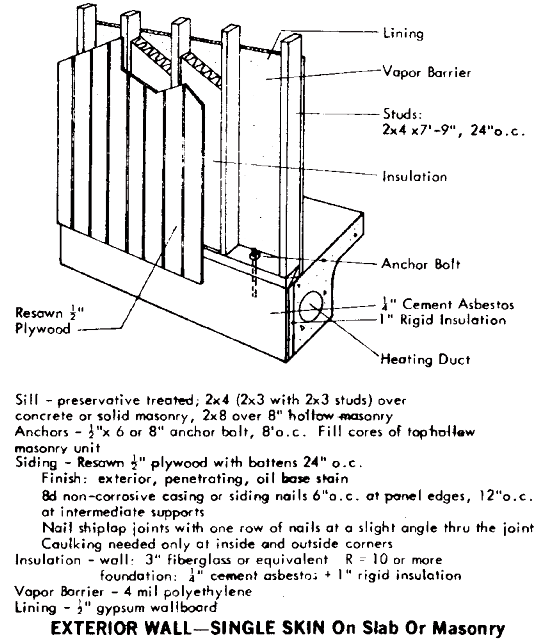 Lining
Vapor Barrier
Studs:
2x4 x7'-9", 24"o.c.
Insulation
Anchor Bolt
¼" Cement Asbestos
1" Rigid Insulation
Heating Duct
Resawn ½"
Plywood
Sill - preservative treated; 2x4 (2x3 with 2x3 studs) over
concrete or solid masonry, 2x8 over 8" hollow masonry
Anchors - ½"x 6 or 8" anchor bolt, 8'o.c. Fill cores of top hollow
masonry unit
Siding - Resawn ½" plywood with battens 24" o.c.
Finish: exterior, penetrating, oil base stain
8d non-corrosive casing or siding nails 6"o.c. at panel edges, 12"o.c.
at intermediate supports
Nail shiplap joints with one row of nails at a slight angle thru the joint
Caulking needed only at inside and outside corners
Insulation - wall: 3" fiberglass or equivalent R = 10 or more
foundation: ¼" cement asbestos + 1" rigid insulation
Vapor Barrier - 4 mil polyethylene
Lining - ½" gypsum wallboard
EXTERIOR WALL—SINGLE SKIN On Slab Or Masonry